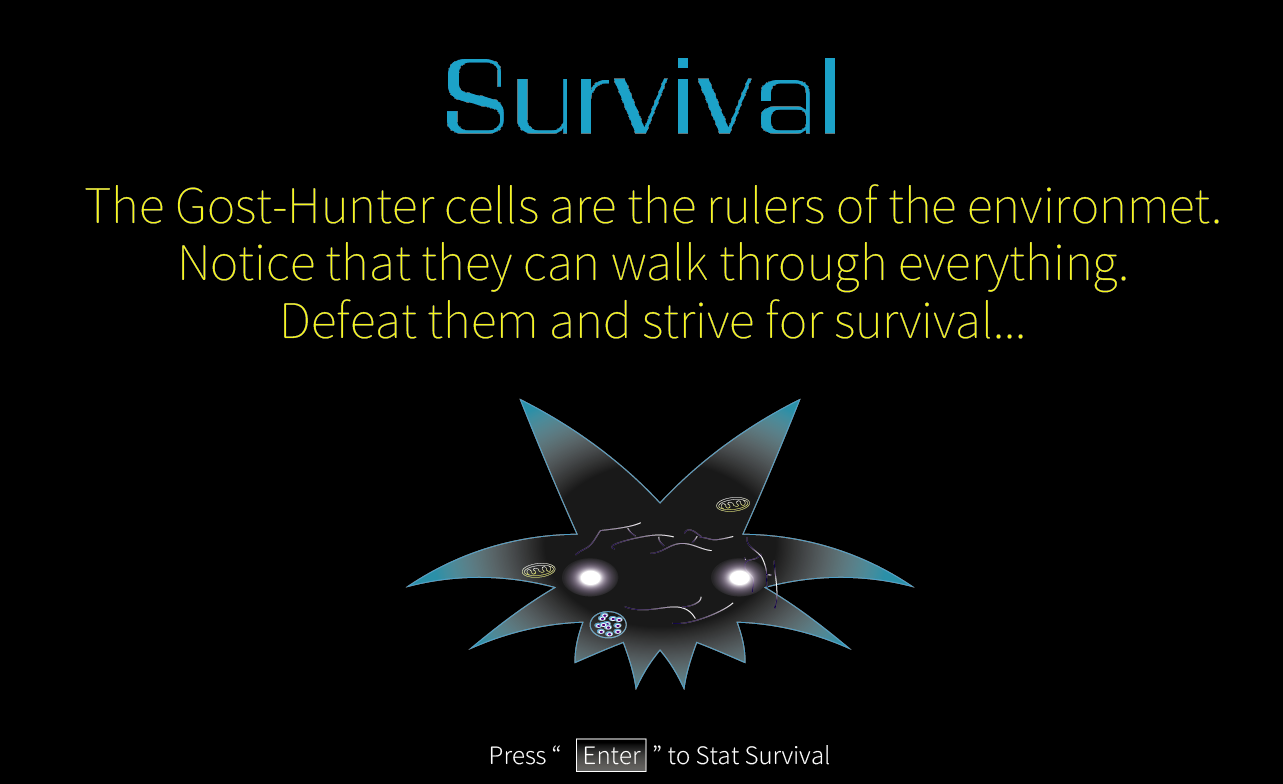 Survival
The Gost-Hunter cells are the rulers of the environmet.
Notice that they can walk through everything.
Defeat them and strive for survival...
Press “ Enter ” to Stat Survival